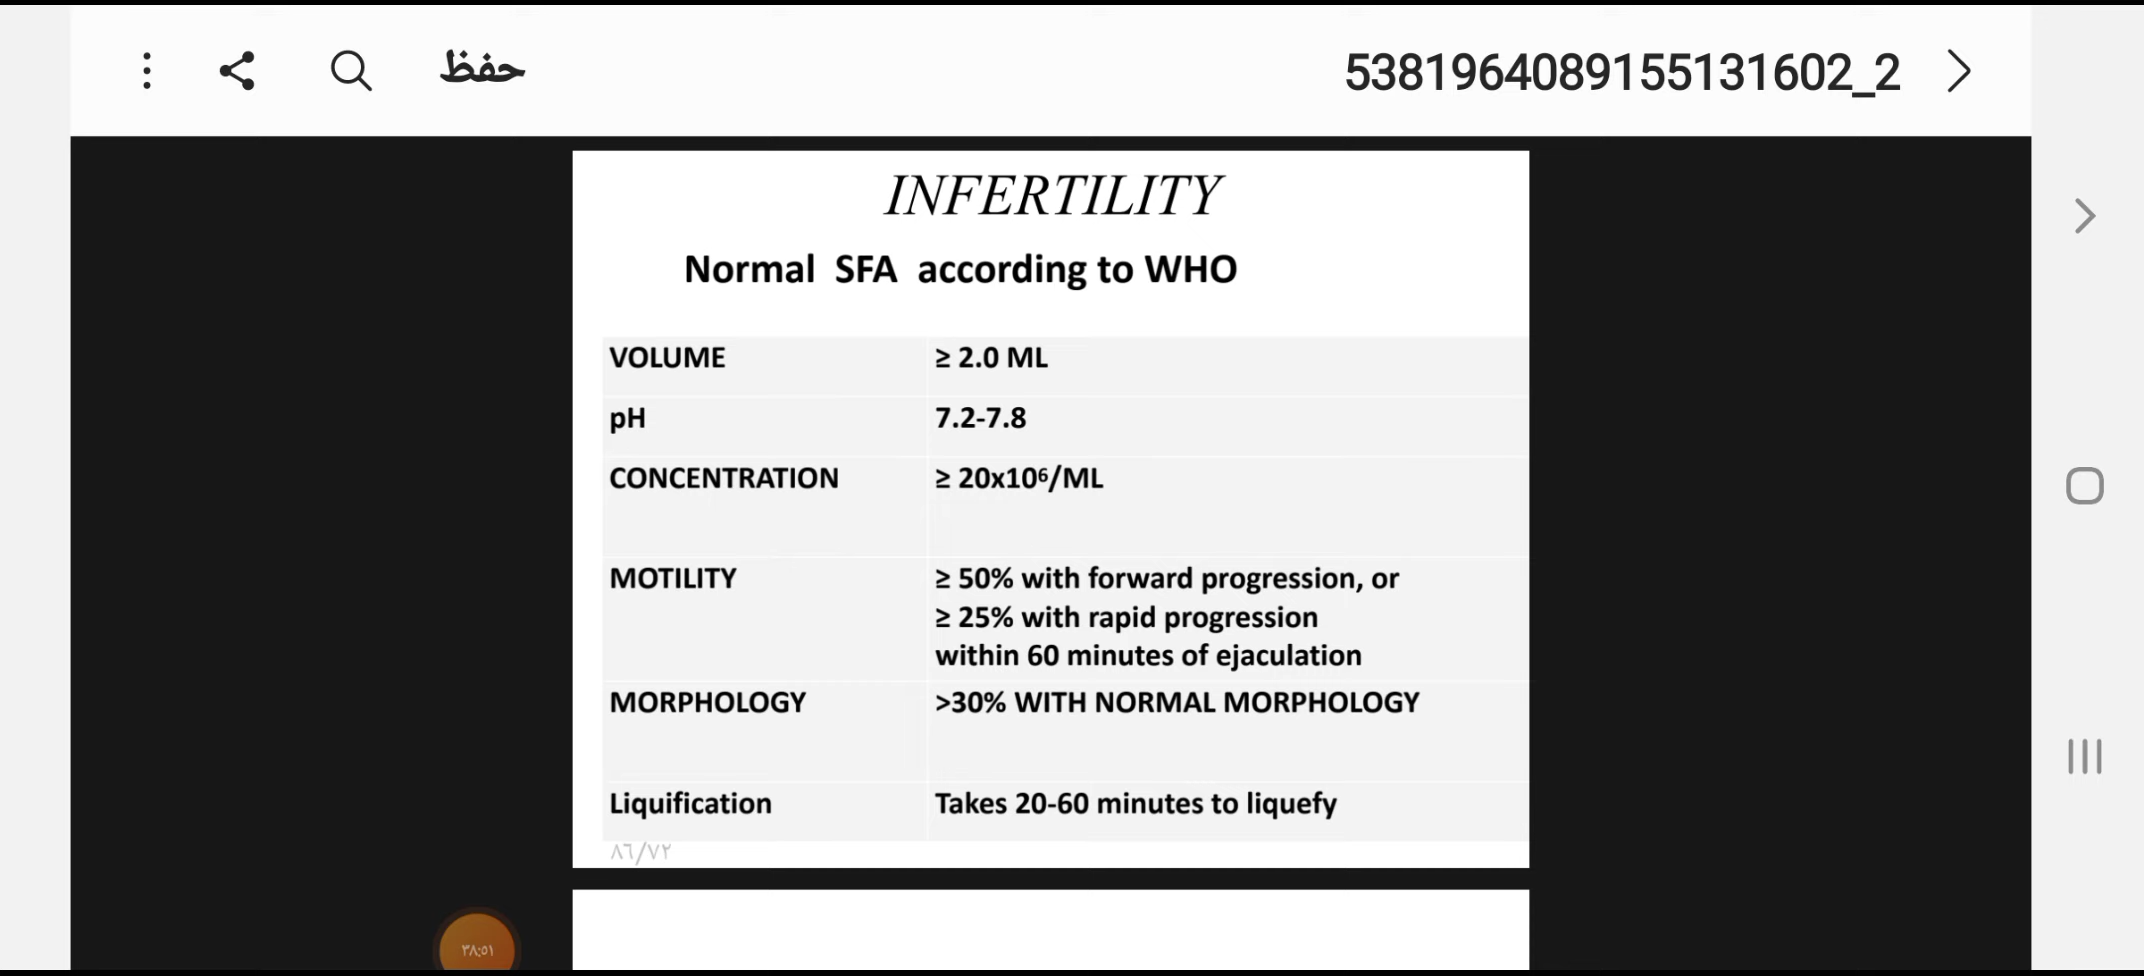 حفظ
5381964089155131602_2
INFERTILITY
Normal SFA according to WHO
VOLUME ≥ 2.0 ML
pH 7.2-7.8
CONCENTRATION ≥ 20x10⁶/ML
MOTILITY ≥ 50% with forward progression, or
≥ 25% with rapid progression
within 60 minutes of ejaculation
MORPHOLOGY >30% WITH NORMAL MORPHOLOGY
Liquification Takes 20-60 minutes to liquefy
٨٦/٧٢
٣٨:٥١